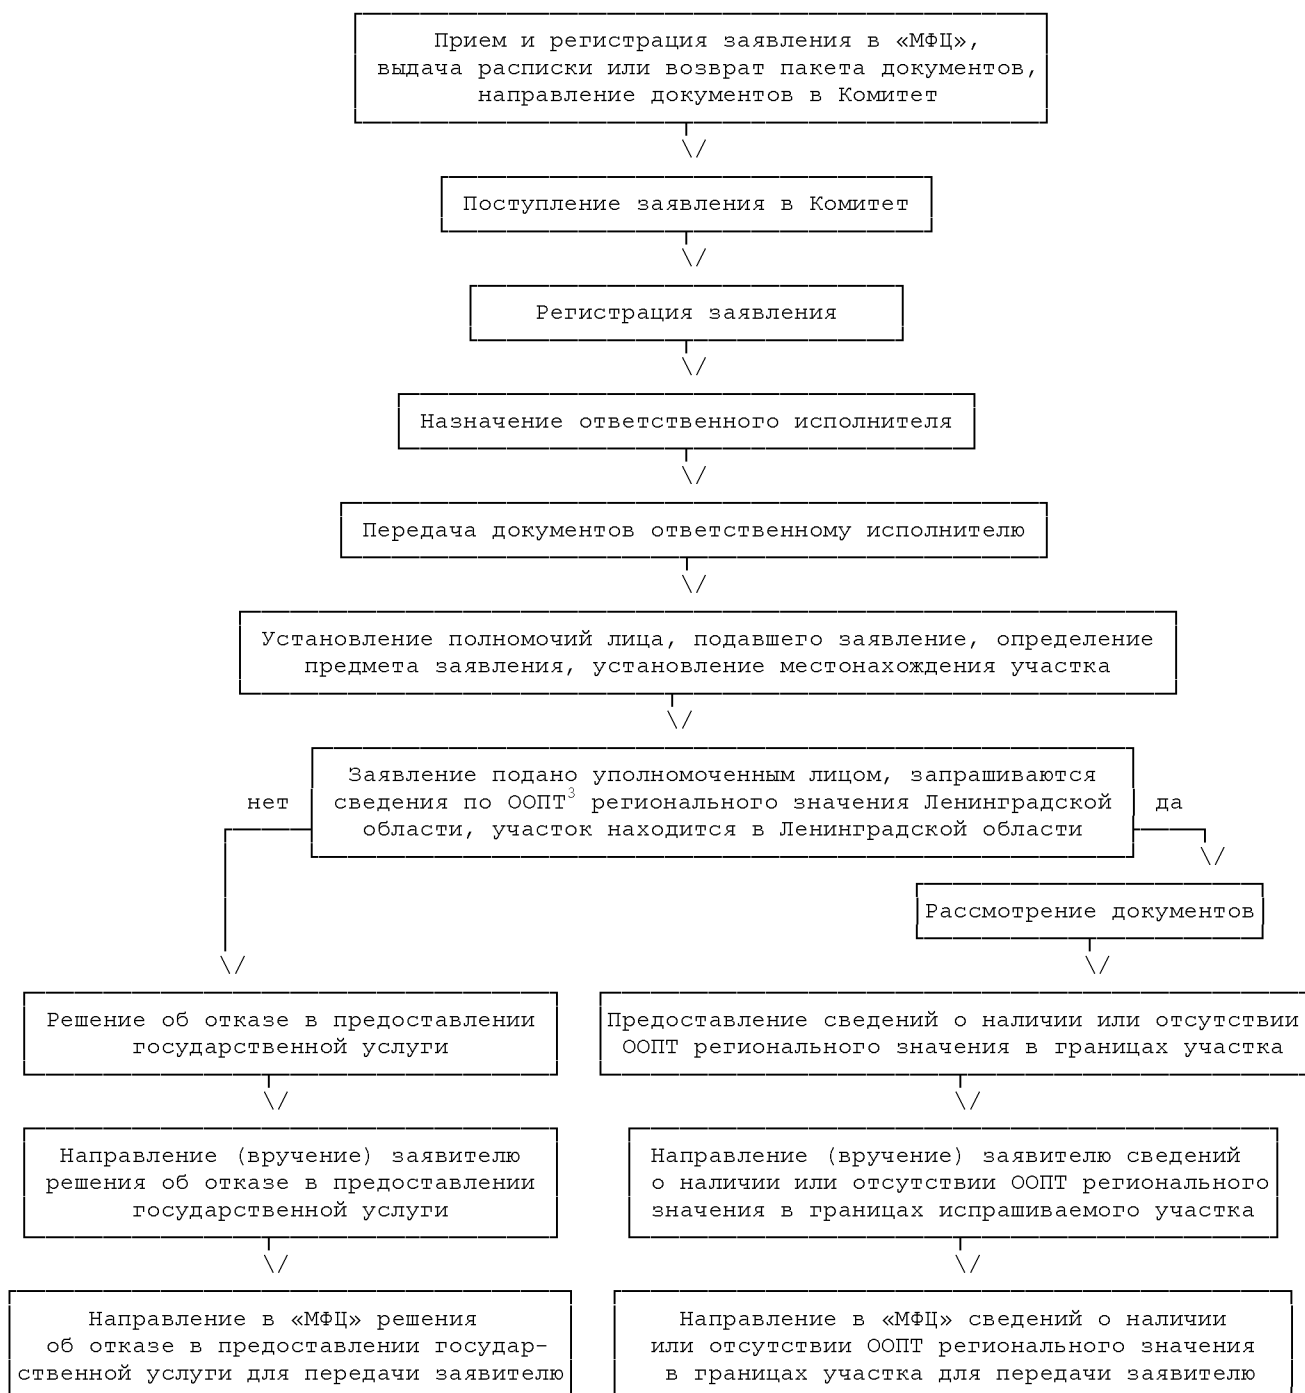 Прием и регистрация заявления в «МФЦ»,
выдача расписки или возврат пакета документов,
направление документов в Комитет
\/
Поступление заявления в Комитет
\/
Регистрация заявления
\/
Назначение ответственного исполнителя
\/
Передача документов ответственному исполнителю
\/
Установление полномочий лица, подавшего заявление, определение
предмета заявления, установление местонахождения участка
\/
Заявление подано уполномоченным лицом, запрашиваются
сведения по ООПТ³ регионального значения Ленинградской
области, участок находится в Ленинградской области
нет
да
\/
Рассмотрение документов
\/
\/
Решение об отказе в предоставлении
государственной услуги
\/
Направление (вручение) заявителю
решения об отказе в предоставлении
государственной услуги
\/
Направление в «МФЦ» решения
об отказе в предоставлении государ-
ственной услуги для передачи заявителю
Предоставление сведений о наличии или отсутствии
ООПТ регионального значения в границах участка
\/
Направление (вручение) заявителю сведений
о наличии или отсутствии ООПТ регионального
значения в границах испрашиваемого участка
\/
Направление в «МФЦ» сведений о наличии
или отсутствии ООПТ регионального значения
в границах участка для передачи заявителю